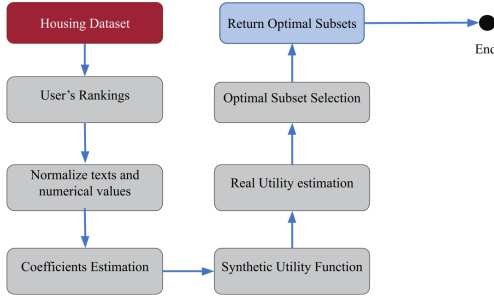 Housing Dataset
User's Rankings
Normalize texts and
numerical values
Coefficients Estimation
Synthetic Utility Function
Real Utility estimation
Optimal Subset Selection
Return Optimal Subsets
End